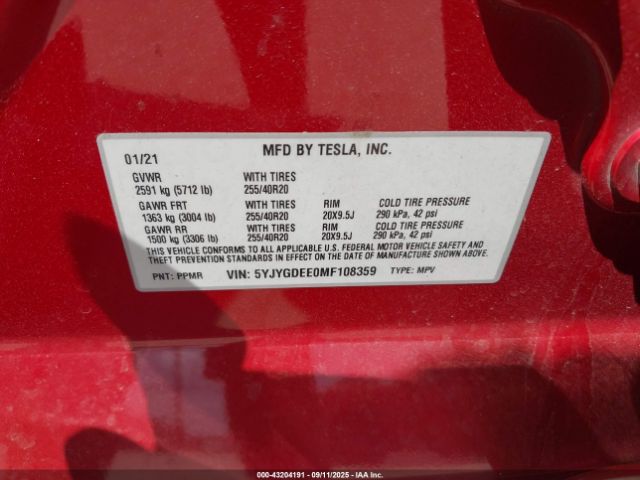 01/21 MFD BY TESLA, INC.
GVWR WITH TIRES
2591 kg (5712 lb) 255/40R20
GAWR FRT WITH TIRES RIM COLD TIRE PRESSURE
1363 kg (3004 lb) 255/40R20 20X9.5J 290 kPa, 42 psi
GAWR RR WITH TIRES RIM COLD TIRE PRESSURE
1500 kg (3306 lb) 255/40R20 20X9.5J 290 kPa, 42 psi
THIS VEHICLE CONFORMS TO ALL APPLICABLE U.S. FEDERAL MOTOR VEHICLE SAFETY AND
THEFT PREVENTION STANDARDS IN EFFECT ON THE DATE OF MANUFACTURE SHOWN ABOVE.
PNT: PPMR VIN: 5YJYGDEE0MF108359 TYPE: MPV
000-43204191 - 09/11/2025 - IAA Inc.